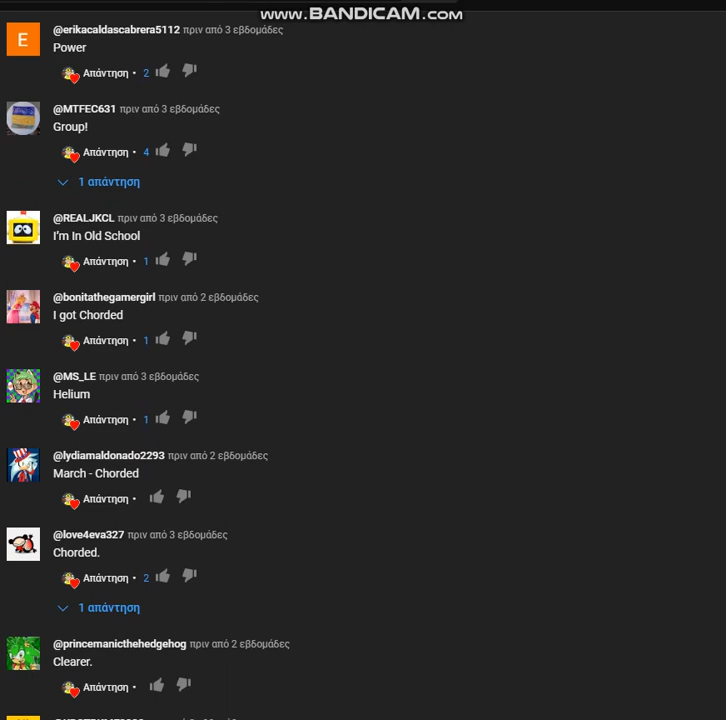 www.BANDICAM.com
E
@erikacaldascabrera5112 πριν από 3 εβδομάδες
Power
Απάντηση • 2
@MTFEC631 πριν από 3 εβδομάδες
Group!
Απάντηση • 4
1 απάντηση
@REALJKCL πριν από 3 εβδομάδες
I'm In Old School
Απάντηση • 1
@bonitathegamergirl πριν από 2 εβδομάδες
I got Chorded
Απάντηση • 1
@MS_LE πριν από 3 εβδομάδες
Helium
Απάντηση • 1
@lydiamaldonado2293 πριν από 2 εβδομάδες
March - Chorded
Απάντηση •
@love4eva327 πριν από 3 εβδομάδες
Chorded.
Απάντηση • 2
1 απάντηση
@princemanicthehedgehog πριν από 2 εβδομάδες
Clearer.
Απάντηση •